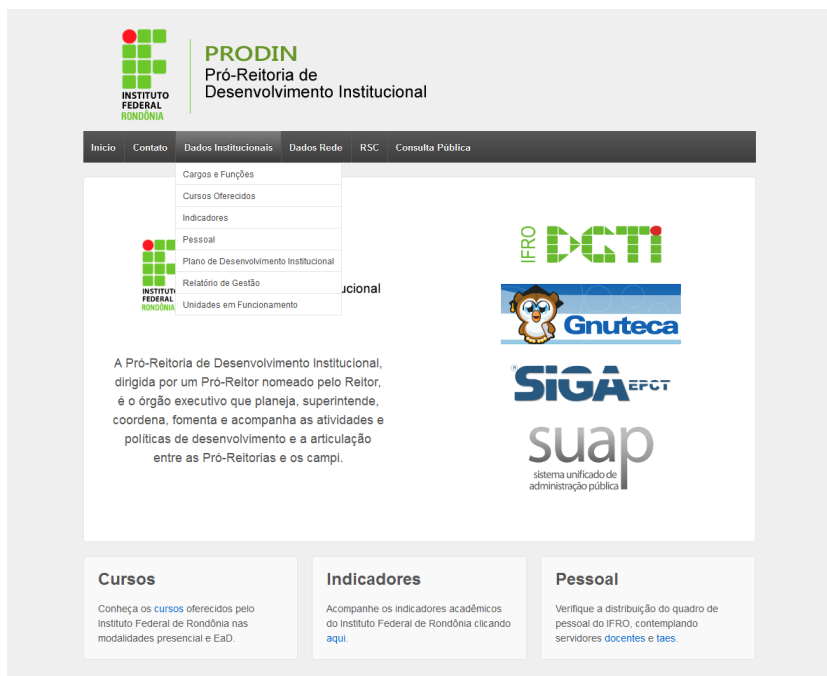 PRODIN
Pró-Reitoria de
Desenvolvimento Institucional
INSTITUTO
FEDERAL
RONDÔNIA
Início Contato Dados Institucionais Dados Rede RSC Consulta Pública
Cargos e Funções
Cursos Oferecidos
Indicadores
Pessoal
Plano de Desenvolvimento Institucional
Relatório de Gestão
Unidades em Funcionamento
INSTITUT
FEDERAL
RONDÔNIA
ucional
A Pró-Reitoria de Desenvolvimento Institucional,
dirigida por um Pró-Reitor nomeado pelo Reitor,
é o órgão executivo que planeja, superintende,
coordena, fomenta e acompanha as atividades e
políticas de desenvolvimento e a articulação
entre as Pró-Reitorias e os campi.
IFRO DGTI
Gnuteca
SIGA EPCT
suap
sistema unificado de
administração pública
Cursos
Conheça os cursos oferecidos pelo
Instituto Federal de Rondônia nas
modalidades presencial e EaD.
Indicadores
Acompanhe os indicadores acadêmicos
do Instituto Federal de Rondônia clicando
aqui.
Pessoal
Verifique a distribuição do quadro de
pessoal do IFRO, contemplando
servidores docentes e taes.